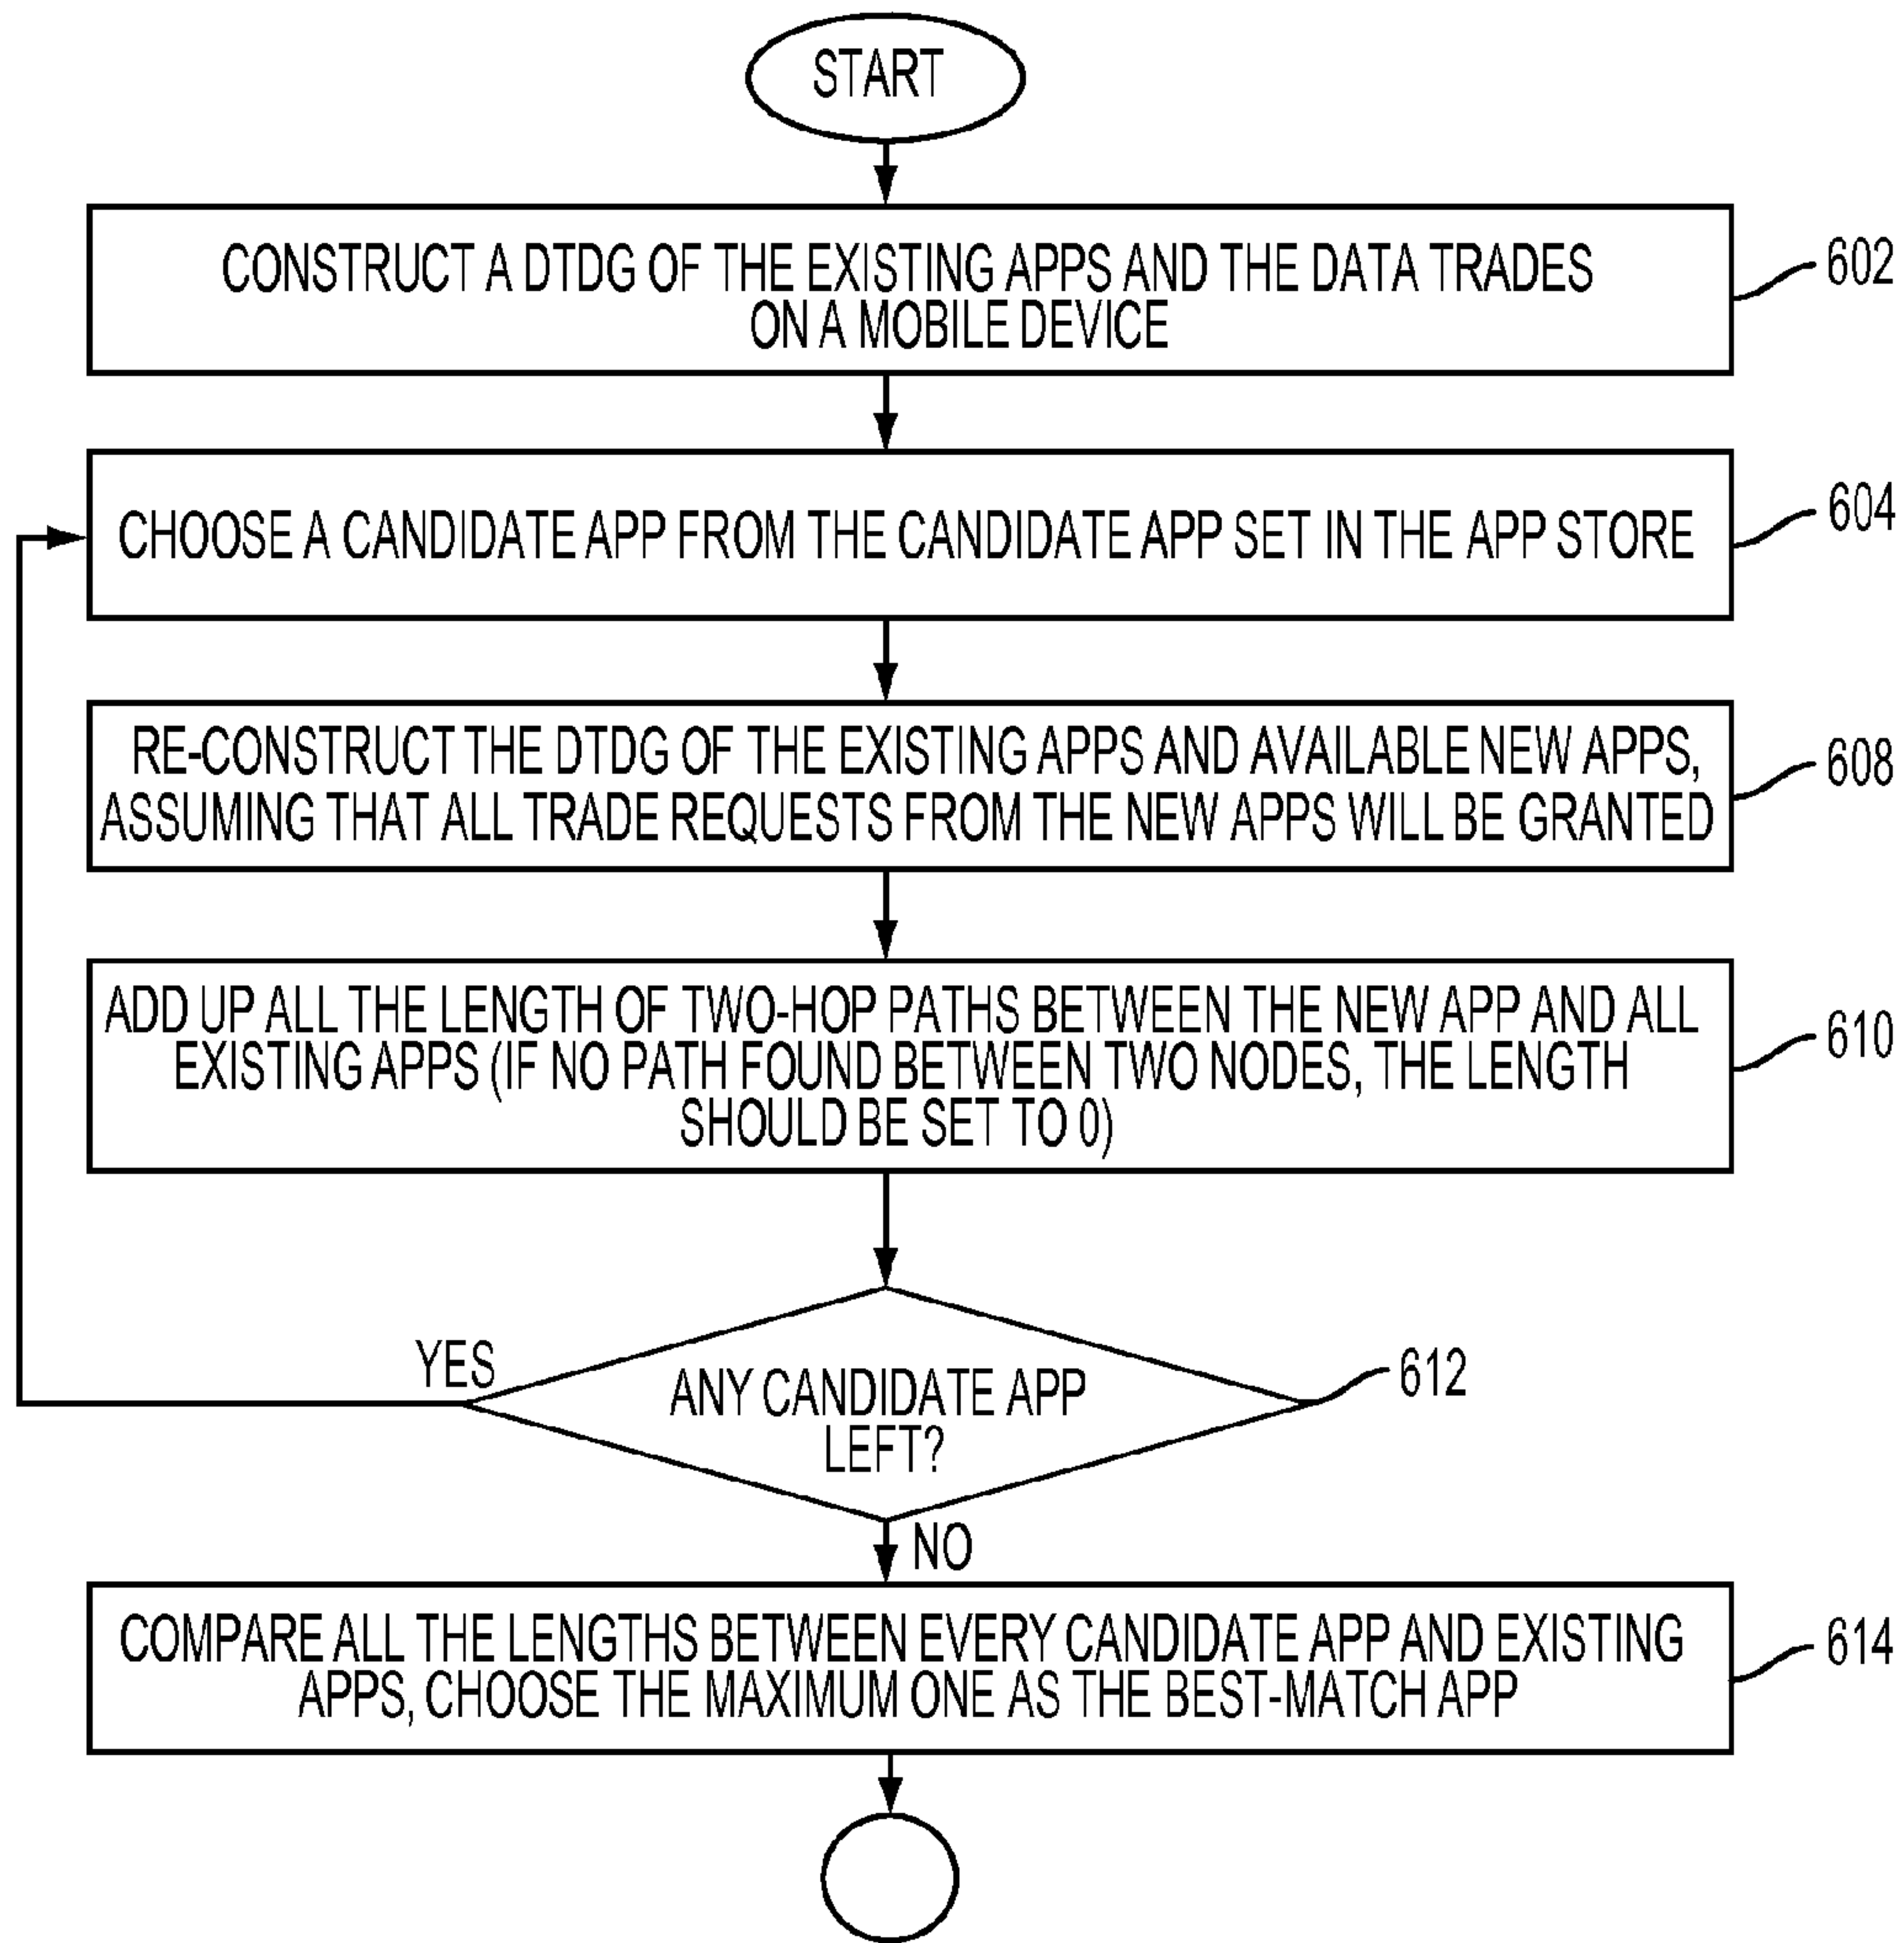 START
CONSTRUCT A DTDG OF THE EXISTING APPS AND THE DATA TRADES
ON A MOBILE DEVICE
602
CHOOSE A CANDIDATE APP FROM THE CANDIDATE APP SET IN THE APP STORE
604
RE-CONSTRUCT THE DTDG OF THE EXISTING APPS AND AVAILABLE NEW APPS,
ASSUMING THAT ALL TRADE REQUESTS FROM THE NEW APPS WILL BE GRANTED
608
ADD UP ALL THE LENGTH OF TWO-HOP PATHS BETWEEN THE NEW APP AND ALL
EXISTING APPS (IF NO PATH FOUND BETWEEN TWO NODES, THE LENGTH
SHOULD BE SET TO 0)
610
YES
ANY CANDIDATE APP
LEFT?
612
NO
COMPARE ALL THE LENGTHS BETWEEN EVERY CANDIDATE APP AND EXISTING
APPS, CHOOSE THE MAXIMUM ONE AS THE BEST-MATCH APP
614